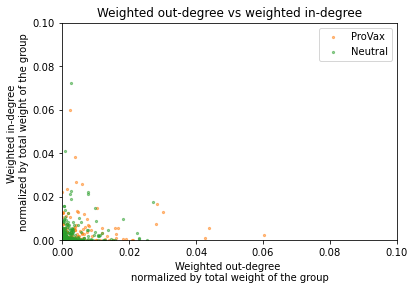 Weighted out-degree vs weighted in-degree
ProVax
Neutral
Weighted in-degree
normalized by total weight of the group
0.10
0.08
0.06
0.04
0.02
0.00
0.00 0.02 0.04 0.06 0.08 0.10
Weighted out-degree
normalized by total weight of the group